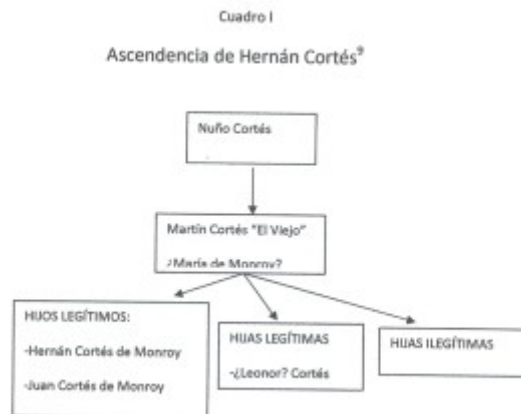 Cuadro I
Ascendencia de Hernán Cortés⁹
Nuño Cortés
Martín Cortés "El Viejo"
¿María de Monroy?
HIJOS LEGÍTIMOS:
-Hernán Cortés de Monroy
-Juan Cortés de Monroy
HIJAS LEGÍTIMAS
-¿Leonor? Cortés
HIJAS ILEGÍTIMAS